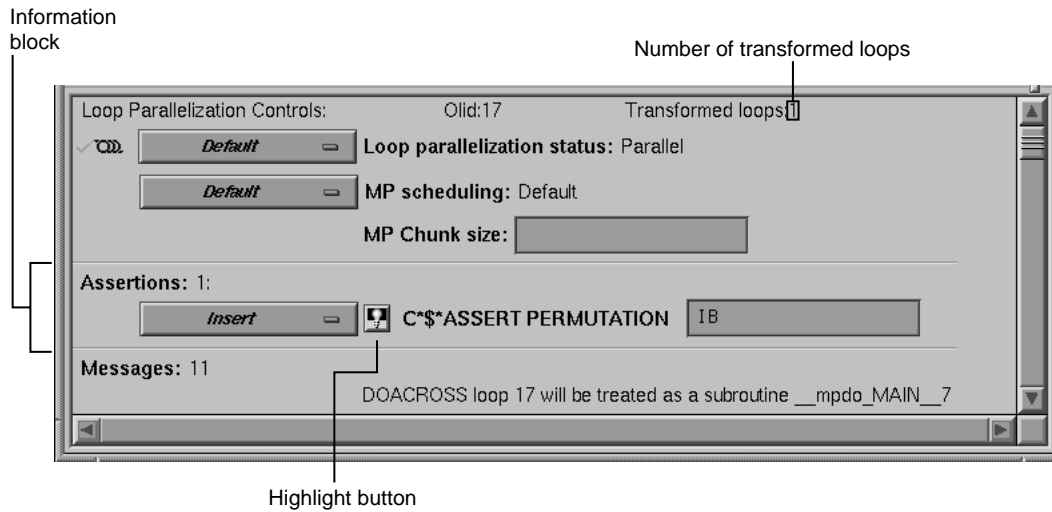 Information
block
Number of transformed loops
Loop Parallelization Controls: Olid:17 Transformed loops:1
Default Loop parallelization status: Parallel
Default MP scheduling: Default
MP Chunk size:
Assertions: 1:
Insert C*$*ASSERT PERMUTATION IB
Messages: 11
DOACROSS loop 17 will be treated as a subroutine __mpdo_MAIN__7
Highlight button